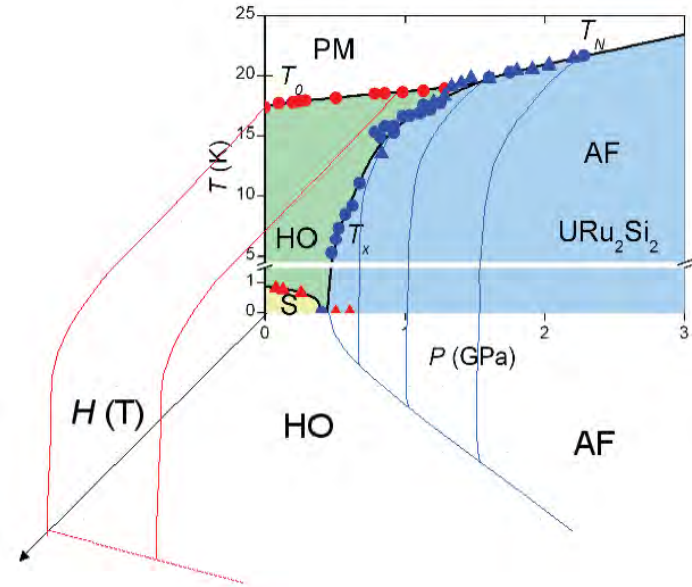 25
PM
T_N
20
T_0
15
T (K)
AF
10
HO
T_x
URu₂Si₂
5
1
S
0
0
1
2
3
P (GPa)
H (T)
HO
AF